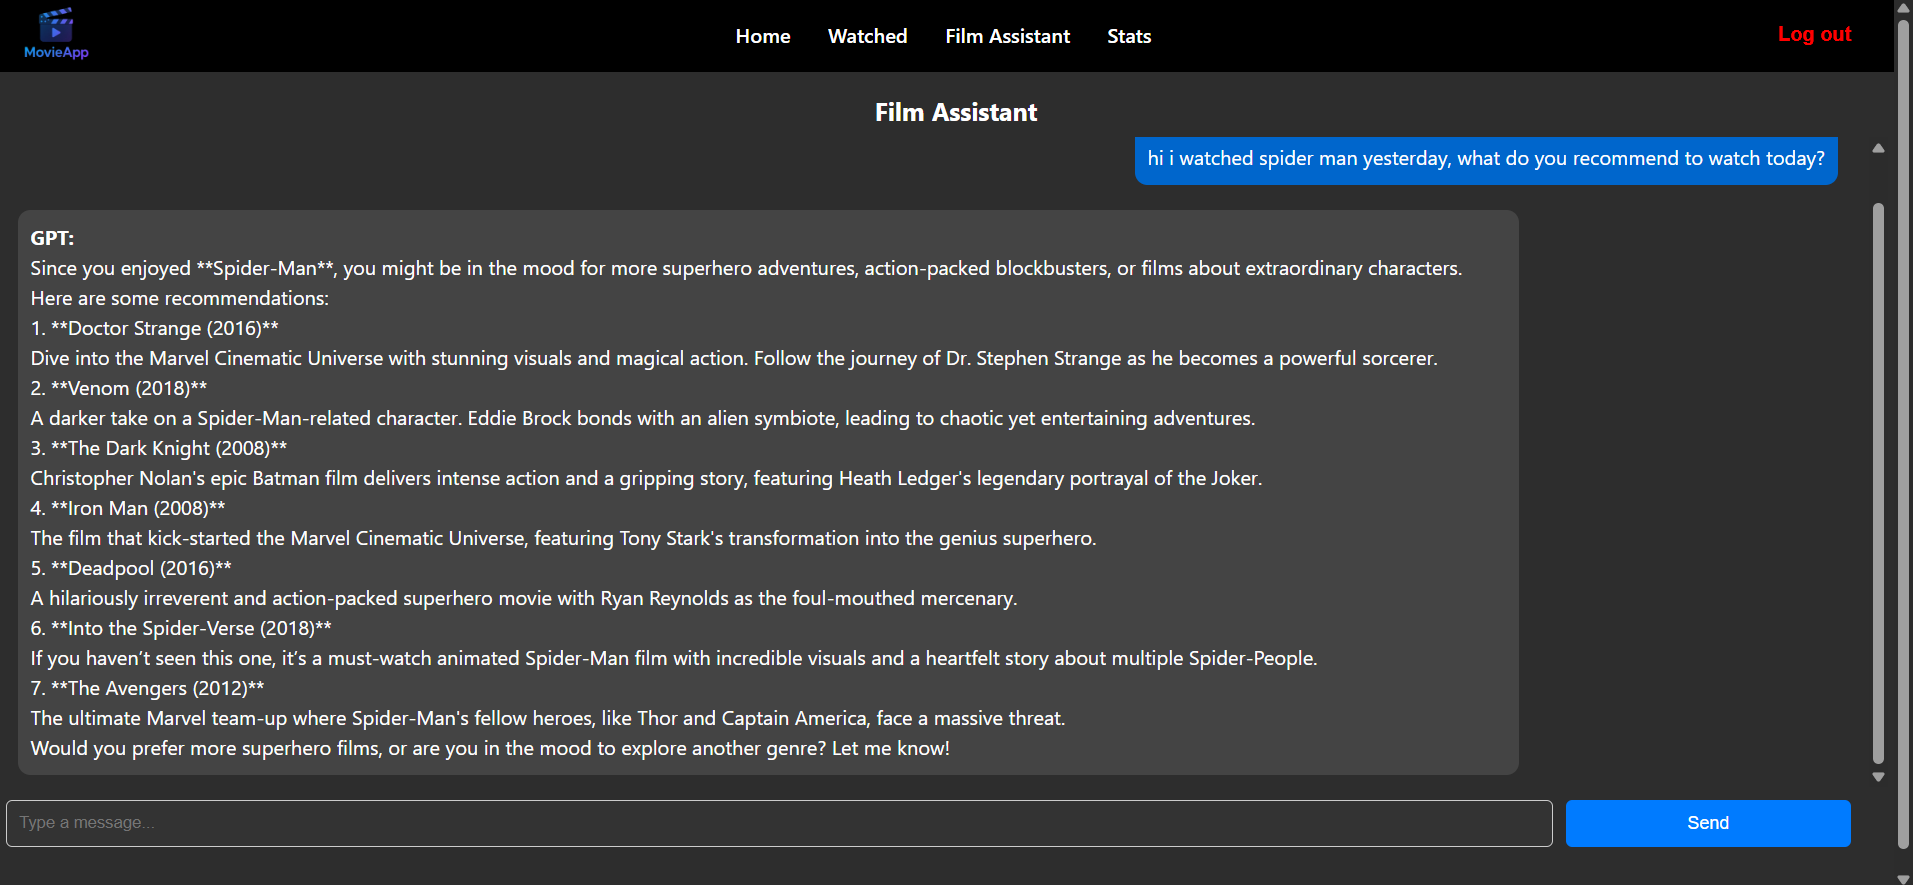 MovieApp
Home Watched Film Assistant Stats
Log out
Film Assistant
hi i watched spider man yesterday, what do you recommend to watch today?
GPT:
Since you enjoyed **Spider-Man**, you might be in the mood for more superhero adventures, action-packed blockbusters, or films about extraordinary characters.
Here are some recommendations:
1. **Doctor Strange (2016)**
Dive into the Marvel Cinematic Universe with stunning visuals and magical action. Follow the journey of Dr. Stephen Strange as he becomes a powerful sorcerer.
2. **Venom (2018)**
A darker take on a Spider-Man-related character. Eddie Brock bonds with an alien symbiote, leading to chaotic yet entertaining adventures.
3. **The Dark Knight (2008)**
Christopher Nolan's epic Batman film delivers intense action and a gripping story, featuring Heath Ledger's legendary portrayal of the Joker.
4. **Iron Man (2008)**
The film that kick-started the Marvel Cinematic Universe, featuring Tony Stark's transformation into the genius superhero.
5. **Deadpool (2016)**
A hilariously irreverent and action-packed superhero movie with Ryan Reynolds as the foul-mouthed mercenary.
6. **Into the Spider-Verse (2018)**
If you haven’t seen this one, it’s a must-watch animated Spider-Man film with incredible visuals and a heartfelt story about multiple Spider-People.
7. **The Avengers (2012)**
The ultimate Marvel team-up where Spider-Man's fellow heroes, like Thor and Captain America, face a massive threat.
Would you prefer more superhero films, or are you in the mood to explore another genre? Let me know!
Type a message...
Send